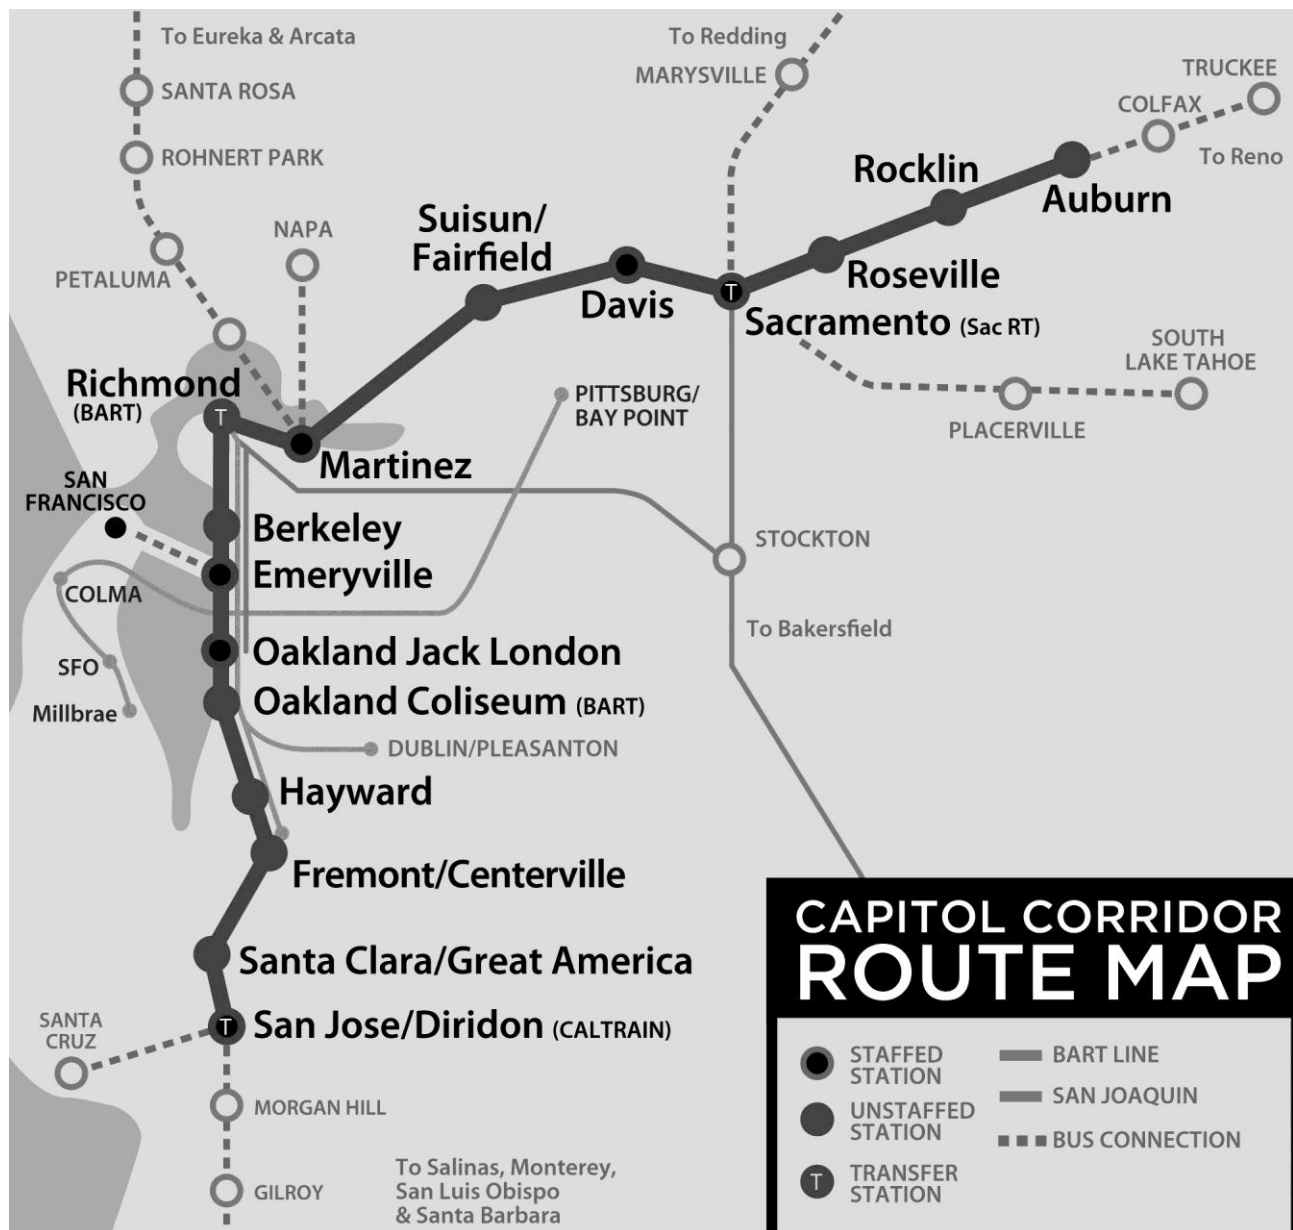 To Eureka & Arcata
SANTA ROSA
ROHNERT PARK
NAPA
PETALUMA
To Redding
MARYSVILLE
TRUCKEE
COLFAX
To Reno
Rocklin
Auburn
Suisun/
Fairfield
Davis
Roseville
Sacramento (Sac RT)
SOUTH
LAKE TAHOE
PLACERVILLE
Richmond
(BART)
T
T
PITTSBURG/
BAY POINT
Martinez
SAN
FRANCISCO
Berkeley
Emeryville
STOCKTON
COLMA
To Bakersfield
Oakland Jack London
SFO
Oakland Coliseum (BART)
Millbrae
DUBLIN/PLEASANTON
Hayward
Fremont/Centerville
Santa Clara/Great America
SANTA
CRUZ
T
San Jose/Diridon (CALTRAIN)
MORGAN HILL
GILROY
To Salinas, Monterey,
San Luis Obispo
& Santa Barbara
CAPITOL CORRIDOR
ROUTE MAP
STAFFED
STATION
UNSTAFFED
STATION
T
TRANSFER
STATION
BART LINE
SAN JOAQUIN
BUS CONNECTION